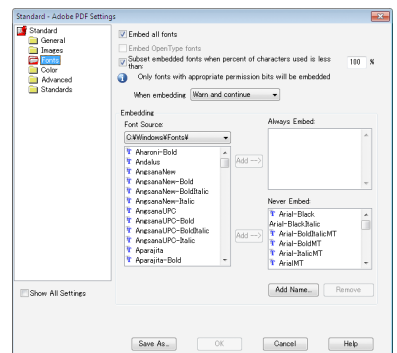 Standard - Adobe PDF Settings
Standard
General
Images
Fonts
Color
Advanced
Standards
Show All Settings
Embed all fonts
Embed OpenType fonts
Subset embedded fonts when percent of characters used is less
than:
100 %
Only fonts with appropriate permission bits will be embedded
When embedding Warn and continue
Embedding
Font Source:
C:¥Windows¥Fonts¥
Aharoni-Bold
Andalus
AngsanaNew
AngsanaNew-Bold
AngsanaNew-BoldItalic
AngsanaNew-Italic
AngsanaUPC
AngsanaUPC-Bold
AngsanaUPC-BoldItalic
AngsanaUPC-Italic
Aparajita
Aparajita-Bold
Add -->
Add -->
Always Embed:
Never Embed:
Arial-Black
Arial-BlackItalic
Arial-BoldItalicMT
Arial-BoldMT
Arial-ItalicMT
ArialMT
Add Name...
Remove
Save As...
OK
Cancel
Help